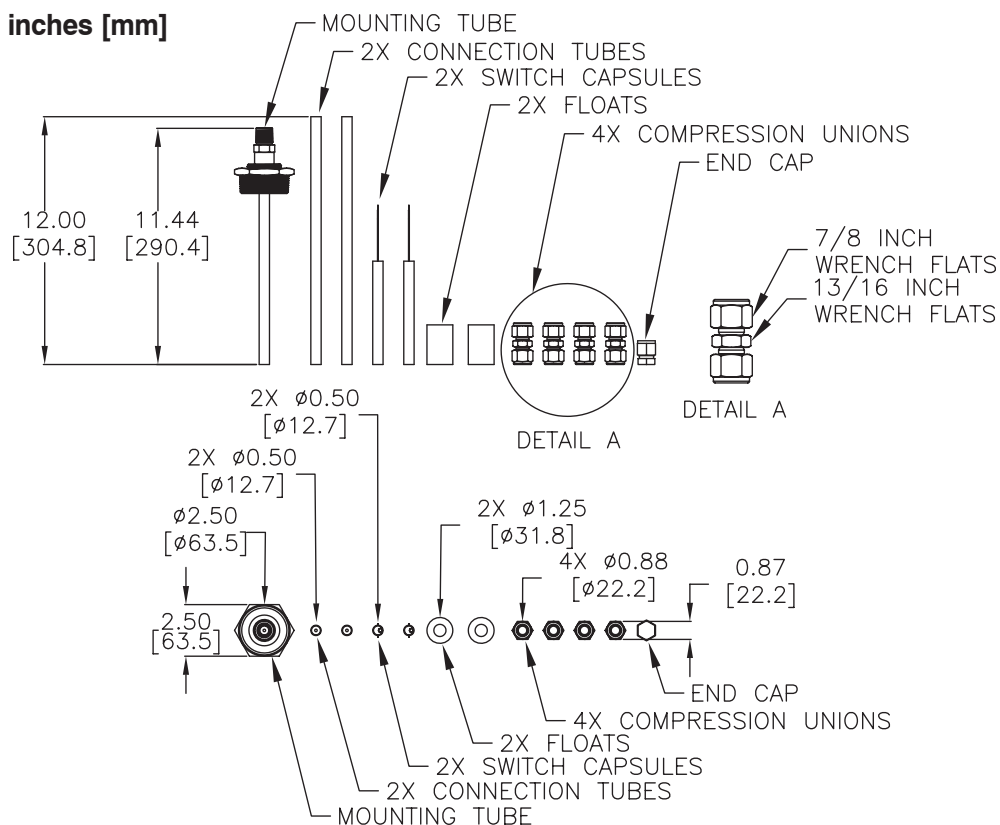 inches [mm]
MOUNTING TUBE
2X CONNECTION TUBES
2X SWITCH CAPSULES
2X FLOATS
4X COMPRESSION UNIONS
END CAP
12.00
[304.8]
11.44
[290.4]
7/8 INCH
WRENCH FLATS
13/16 INCH
WRENCH FLATS
DETAIL A
DETAIL A
2X ø0.50
[ø12.7]
2X ø0.50
[ø12.7]
ø2.50
[ø63.5]
2X ø1.25
[ø31.8]
4X ø0.88
[ø22.2]
0.87
[22.2]
2.50
[63.5]
END CAP
4X COMPRESSION UNIONS
2X FLOATS
2X SWITCH CAPSULES
2X CONNECTION TUBES
MOUNTING TUBE